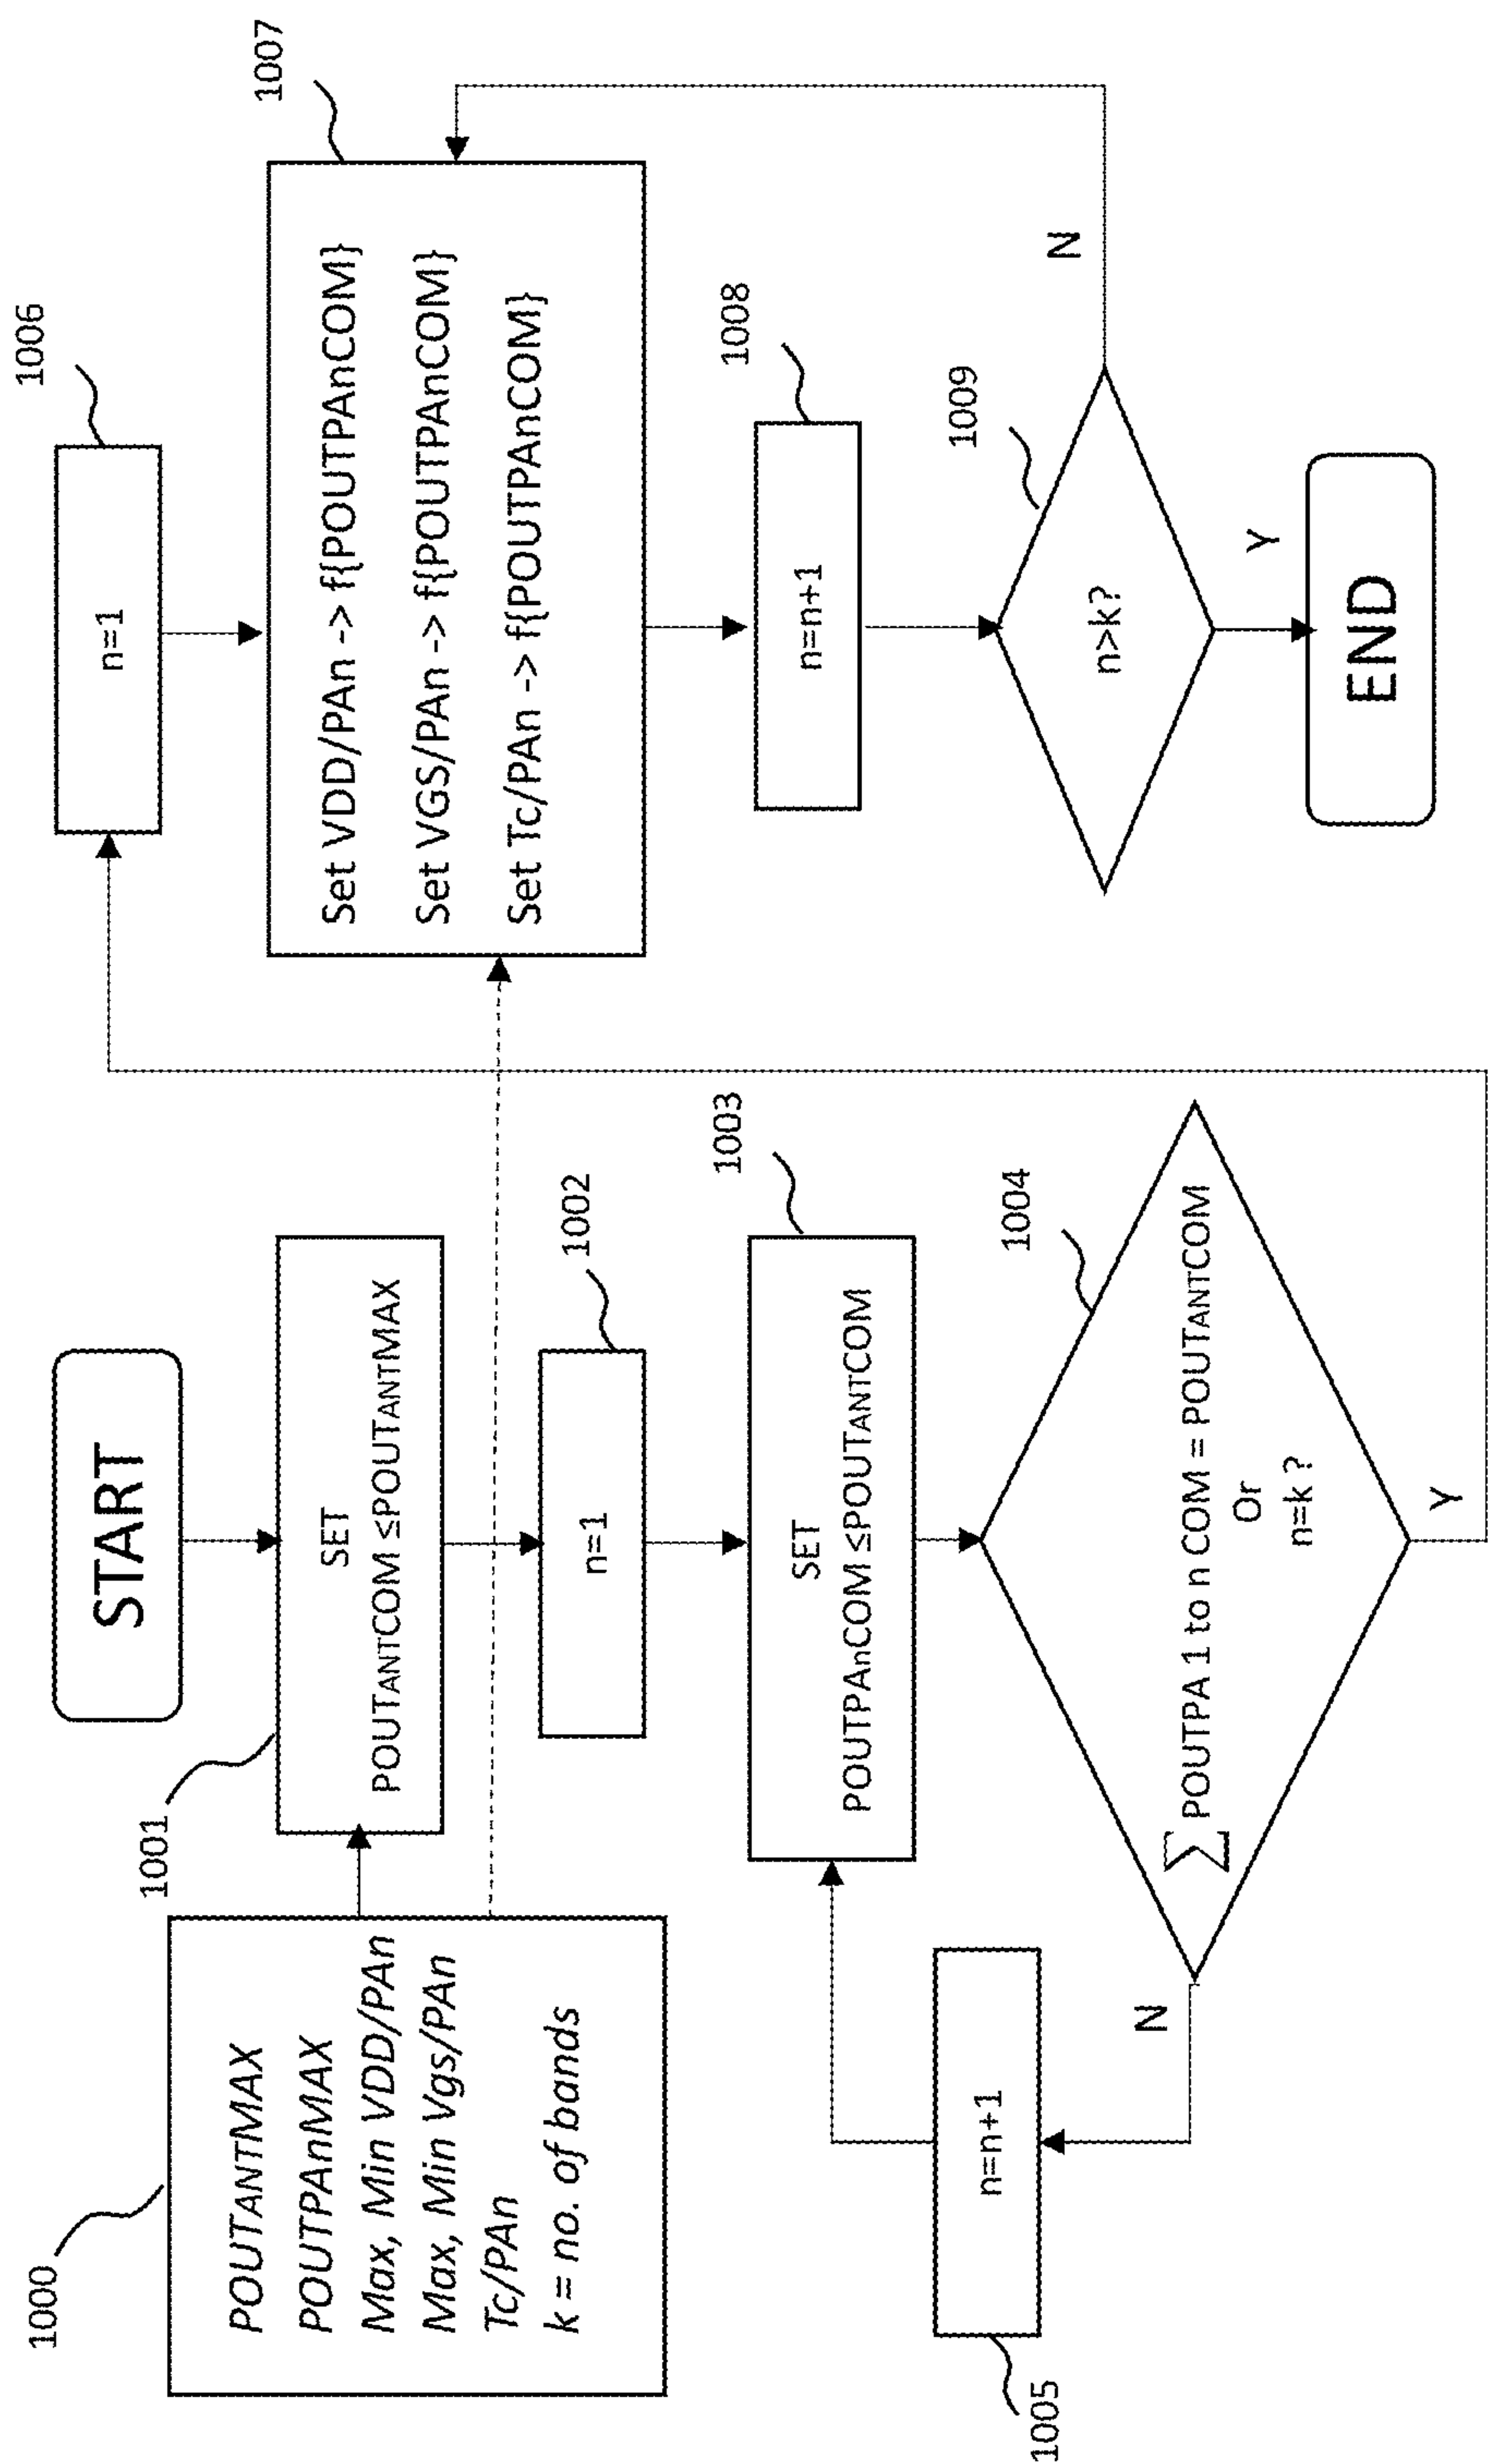 1000
POUTANTMAX
POUTPAnMAX
Max, Min VDD/PAn
Max, Min Vgs/PAn
Tc/PAn
k = no. of bands
START
1001
SET
POUTANTCOM ≤POUTANTMAX
1002
n=1
1003
SET
POUTPAnCOM ≤POUTANTCOM
1004
∑ POUTPA 1 to n COM = POUTANTCOM
Or
n=k ?
N
Y
1005
n=n+1
1006
n=1
1007
Set VDD/PAn -> f{POUTPAnCOM}
Set VGS/PAn -> f{POUTPAnCOM}
Set Tc/PAn -> f{POUTPAnCOM}
1008
n=n+1
1009
n>k?
N
Y
END